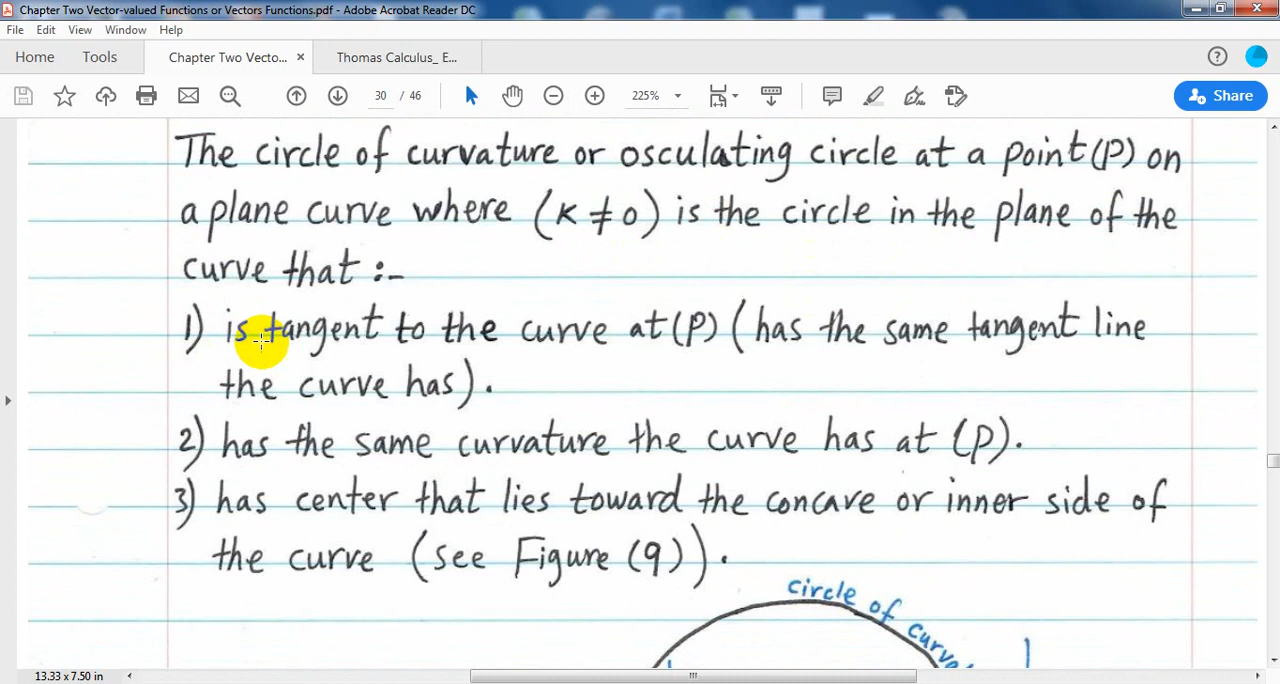 Chapter Two Vector-valued Functions or Vectors Functions.pdf - Adobe Acrobat Reader DC
File Edit View Window Help
Home Tools Chapter Two Vecto... × Thomas Calculus_ E...
30 / 46 225% Share
The circle of curvature or osculating circle at a point (P) on
a plane curve where (κ ≠ 0) is the circle in the plane of the
curve that :-
1) is tangent to the curve at (P) (has the same tangent line
the curve has).
2) has the same curvature the curve has at (P).
3) has center that lies toward the concave or inner side of
the curve (see Figure (9)).
circle of
13.33 x 7.50 in